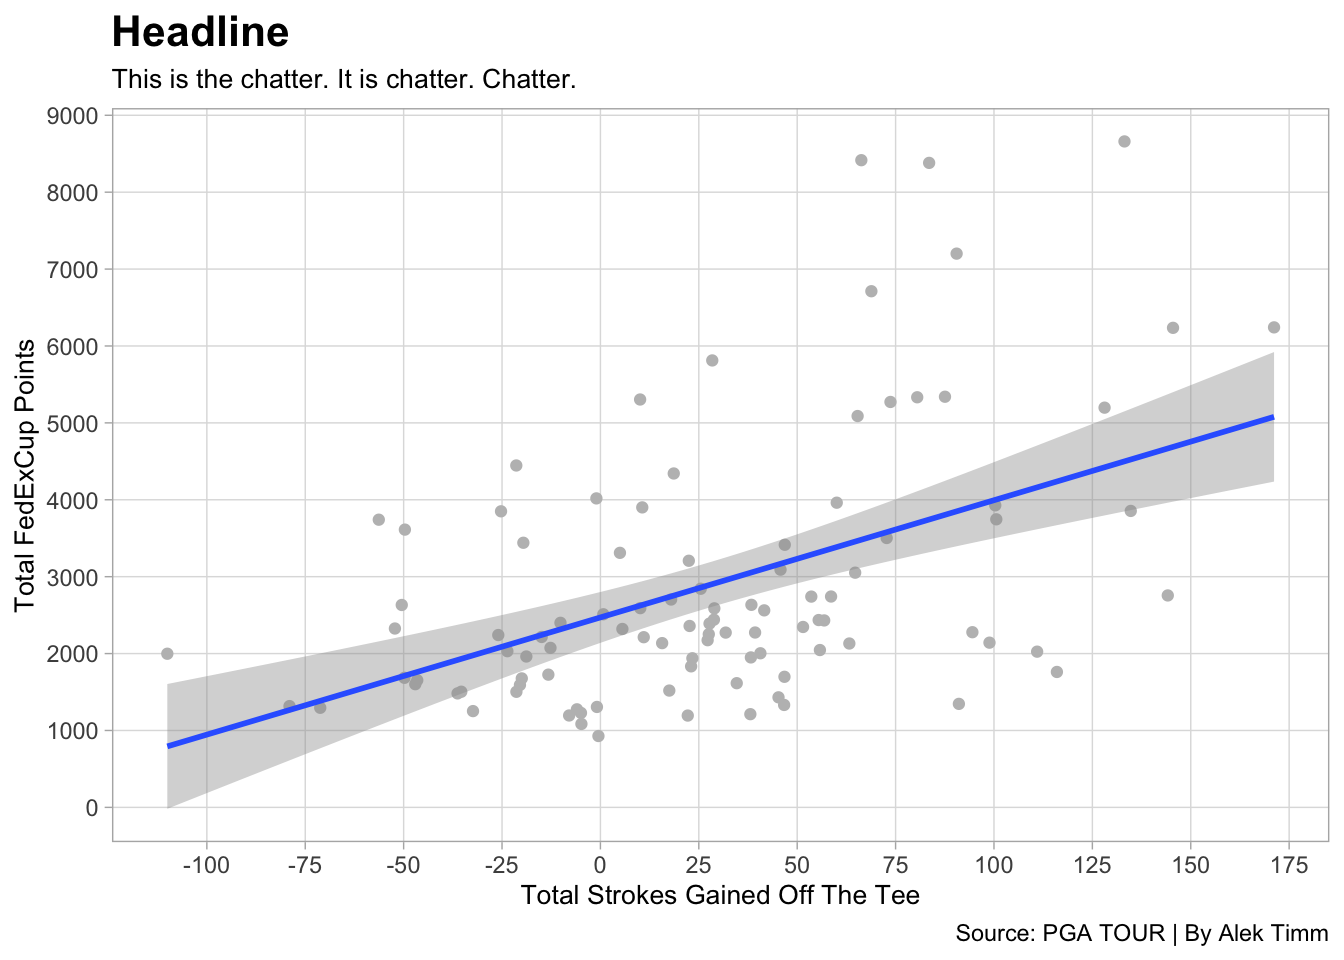 Headline
This is the chatter. It is chatter. Chatter.
9000
8000
7000
6000
5000
4000
3000
2000
1000
0
Total FedExCup Points
-100 -75 -50 -25 0 25 50 75 100 125 150 175
Total Strokes Gained Off The Tee
Source: PGA TOUR | By Alek Timm